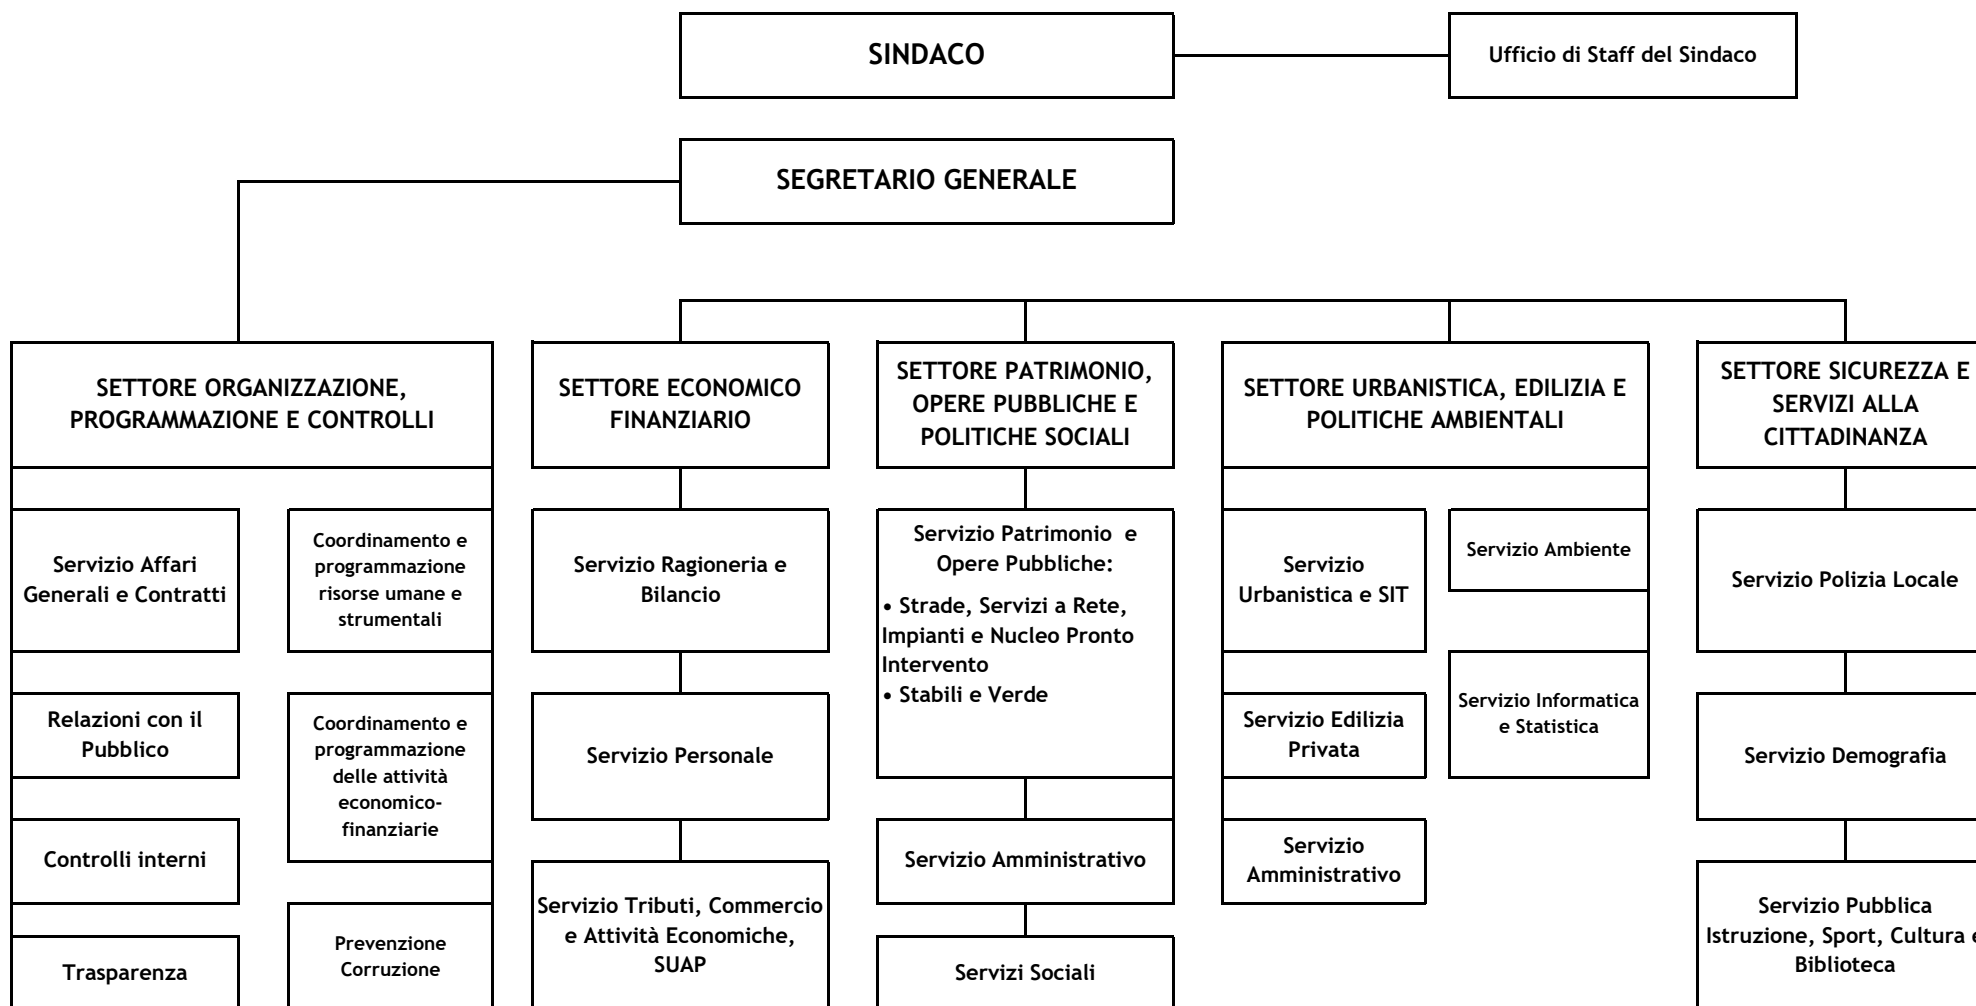 SINDACO
Ufficio di Staff del Sindaco
SEGRETARIO GENERALE
SETTORE ORGANIZZAZIONE,
PROGRAMMAZIONE E CONTROLLI
SETTORE ECONOMICO
FINANZIARIO
SETTORE PATRIMONIO,
OPERE PUBBLICHE E
POLITICHE SOCIALI
SETTORE URBANISTICA, EDILIZIA E
POLITICHE AMBIENTALI
SETTORE SICUREZZA E
SERVIZI ALLA
CITTADINANZA
Servizio Affari
Generali e Contratti
Relazioni con il
Pubblico
Controlli interni
Trasparenza
Coordinamento e
programmazione
risorse umane e
strumentali
Coordinamento e
programmazione
delle attività
economico-
finanziarie
Prevenzione
Corruzione
Servizio Ragioneria e
Bilancio
Servizio Personale
Servizio Tributi, Commercio
e Attività Economiche,
SUAP
Servizio Patrimonio e
Opere Pubbliche:
• Strade, Servizi a Rete,
Impianti e Nucleo Pronto
Intervento
• Stabili e Verde
Servizio Amministrativo
Servizi Sociali
Servizio
Urbanistica e SIT
Servizio Edilizia
Privata
Servizio
Amministrativo
Servizio Ambiente
Servizio Informatica
e Statistica
Servizio Polizia Locale
Servizio Demografia
Servizio Pubblica
Istruzione, Sport, Cultura e
Biblioteca